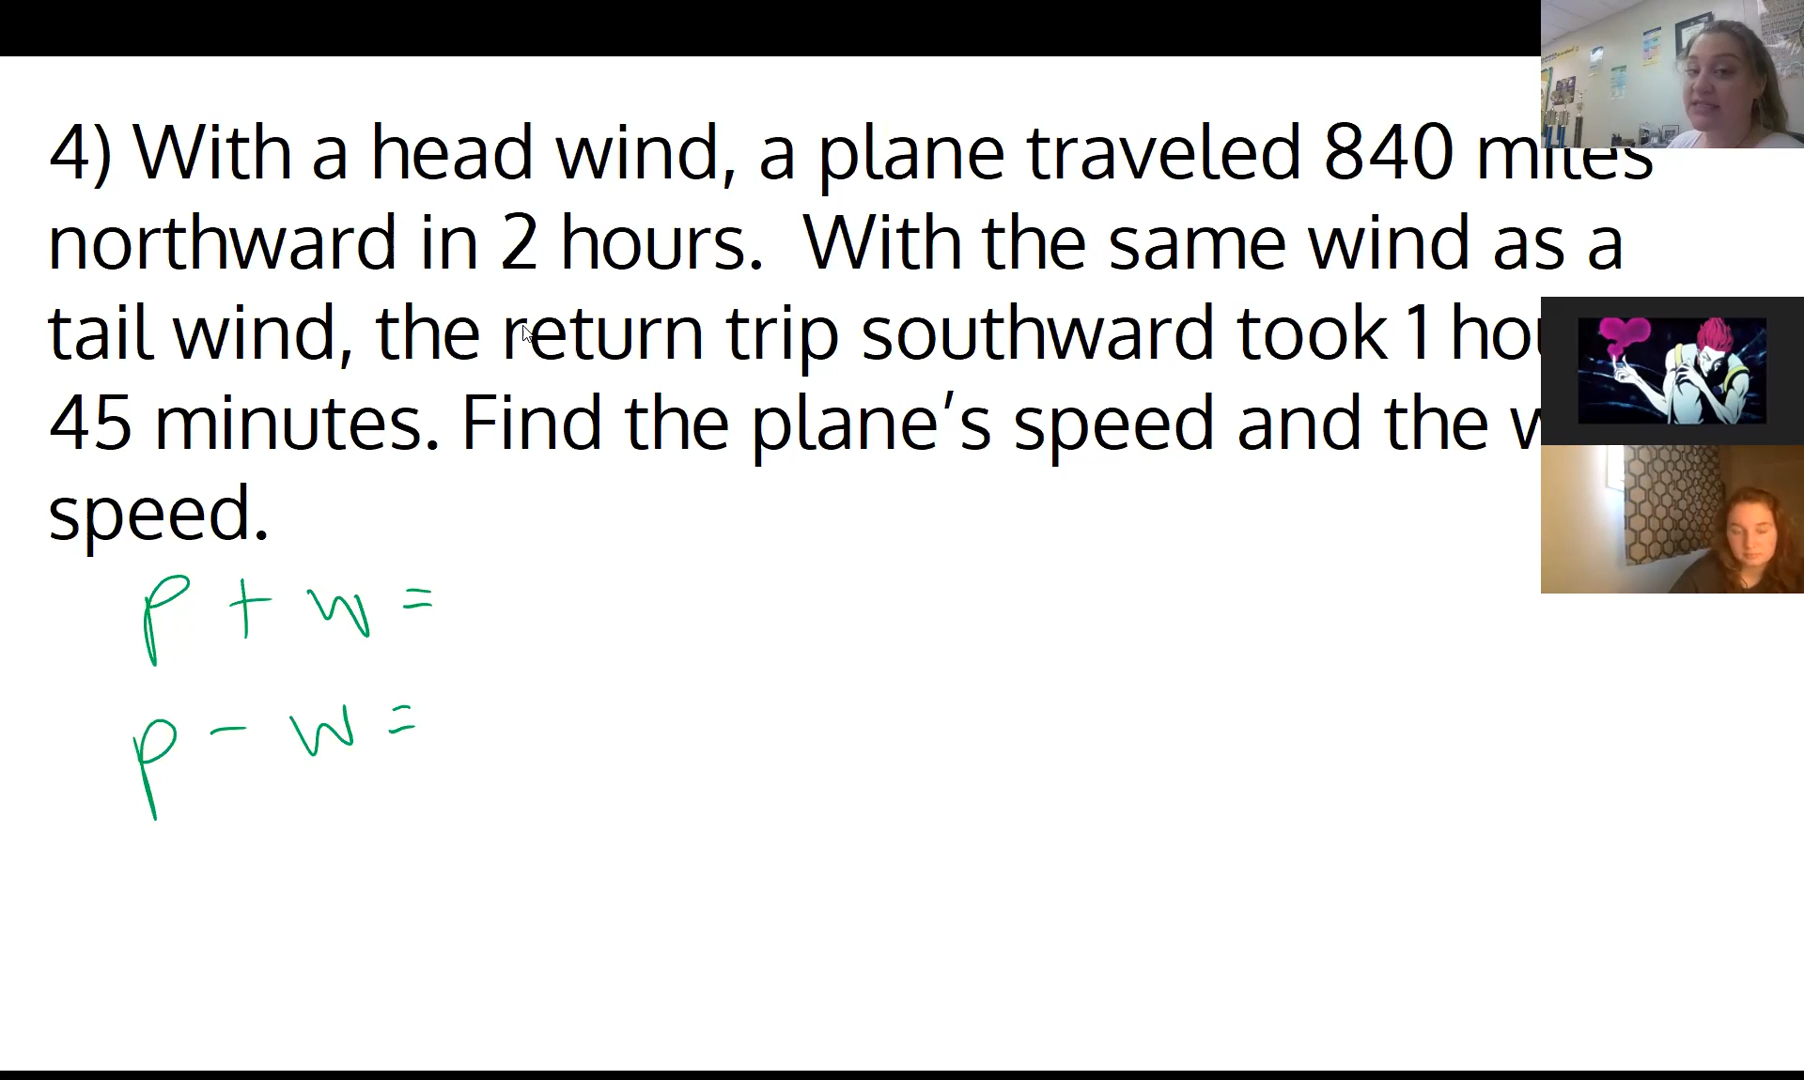 4) With a head wind, a plane traveled 840 miles
northward in 2 hours. With the same wind as a
tail wind, the return trip southward took 1
45 minutes. Find the plane’s speed and the
speed.
p + w =
p - w =